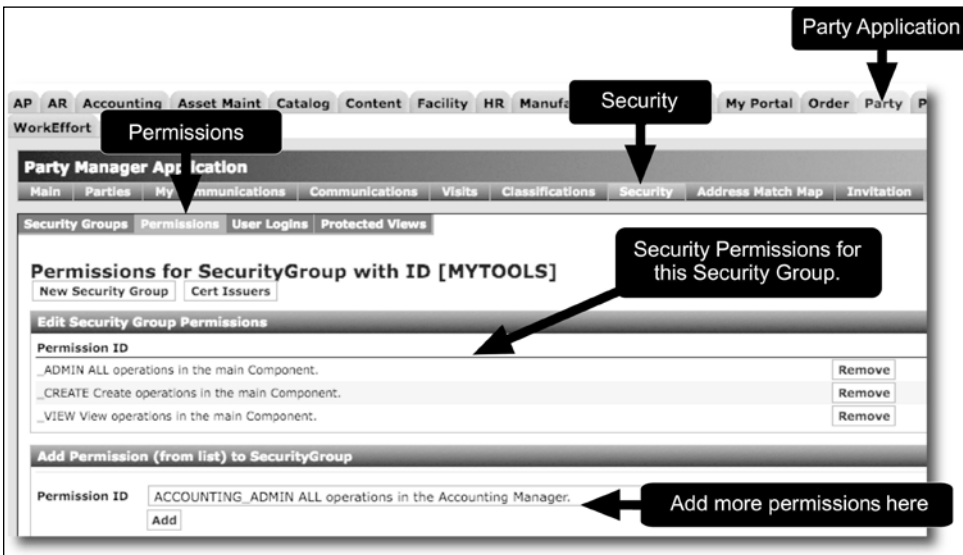 Party Application
AP AR Accounting Asset Maint Catalog Content Facility HR Manufa Security My Portal Order Party P
WorkEffort Permissions
Party Manager Application
Main Parties My Communications Communications Visits Classifications Security Address Match Map Invitation
Security Groups Permissions User Logins Protected Views
Security Permissions for
this Security Group.
Permissions for SecurityGroup with ID [MYTOOLS]
New Security Group Cert Issuers
Edit Security Group Permissions
Permission ID
_ADMIN ALL operations in the main Component. Remove
_CREATE Create operations in the main Component. Remove
_VIEW View operations in the main Component. Remove
Add Permission (from list) to SecurityGroup
Permission ID ACCOUNTING_ADMIN ALL operations in the Accounting Manager. Add more permissions here
Add